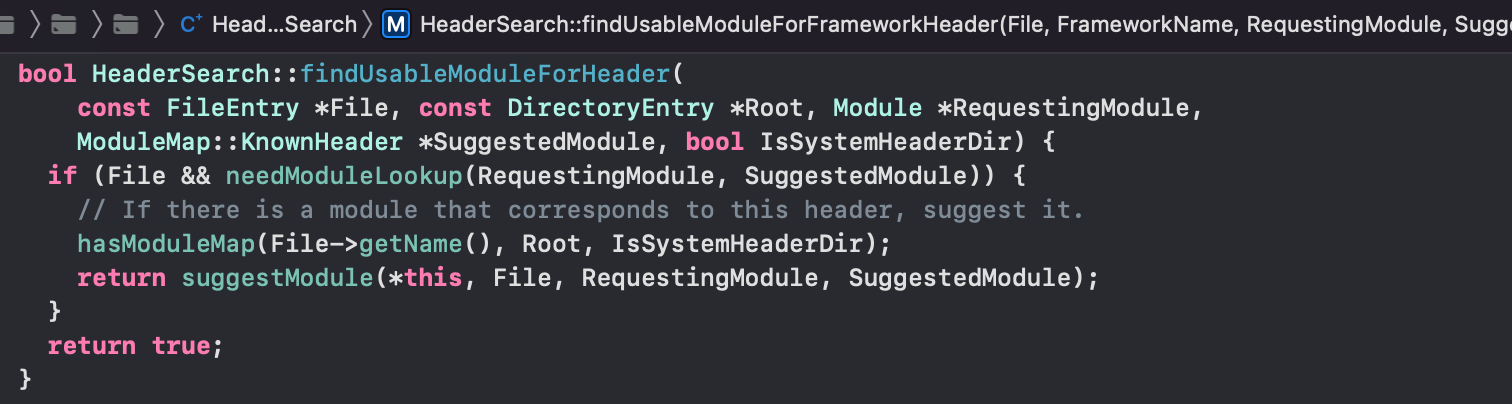 Head...Search M HeaderSearch::findUsableModuleForFrameworkHeader(File, FrameworkName, RequestingModule, Sugg
bool HeaderSearch::findUsableModuleForHeader(
    const FileEntry *File, const DirectoryEntry *Root, Module *RequestingModule,
    ModuleMap::KnownHeader *SuggestedModule, bool IsSystemHeaderDir) {
  if (File && needModuleLookup(RequestingModule, SuggestedModule)) {
    // If there is a module that corresponds to this header, suggest it.
    hasModuleMap(File->getName(), Root, IsSystemHeaderDir);
    return suggestModule(*this, File, RequestingModule, SuggestedModule);
  }
  return true;
}